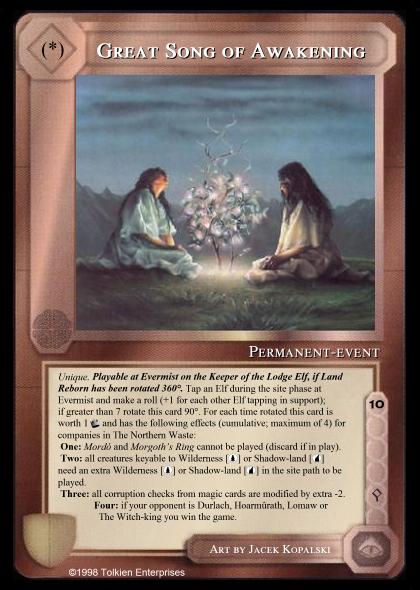 (*)
GREAT SONG OF AWAKENING
PERMANENT-EVENT
Unique. Playable at Evermist on the Keeper of the Lodge Elf, if Land
Reborn has been rotated 360°. Tap an Elf during the site phase at
Evermist and make a roll (+1 for each other Elf tapping in support);
if greater than 7 rotate this card 90°. For each time rotated this card is
worth 1 and has the following effects (cumulative; maximum of 4) for
companies in The Northern Waste:
One: Mordô and Morgoth's Ring cannot be played (discard if in play).
Two: all creatures keyable to Wilderness [ ] or Shadow-land [ ]
need an extra Wilderness [ ] or Shadow-land [ ] in the site path to be
played.
Three: all corruption checks from magic cards are modified by extra -2.
Four: if your opponent is Durlach, Hoarmûrath, Lomaw or
The Witch-king you win the game.
10
ART by JACEK KOPALSKI
©1998 Tolkien Enterprises